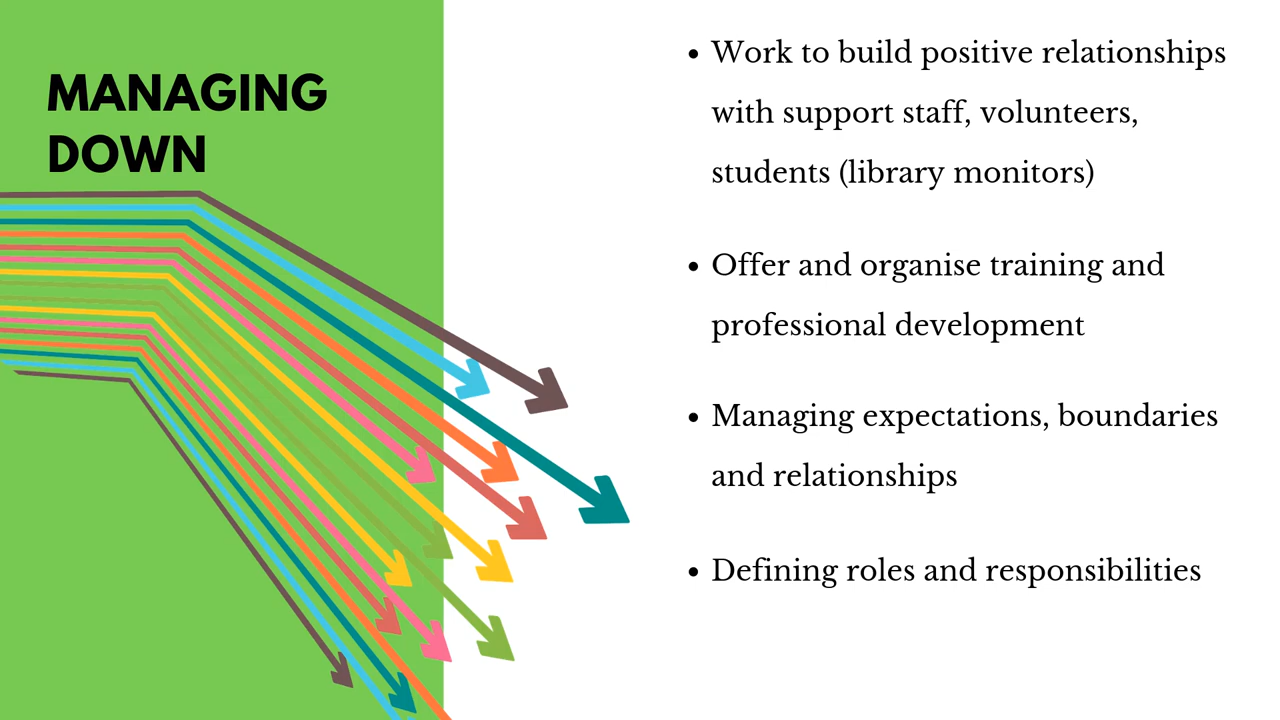 MANAGING
DOWN
• Work to build positive relationships
with support staff, volunteers,
students (library monitors)
• Offer and organise training and
professional development
• Managing expectations, boundaries
and relationships
• Defining roles and responsibilities